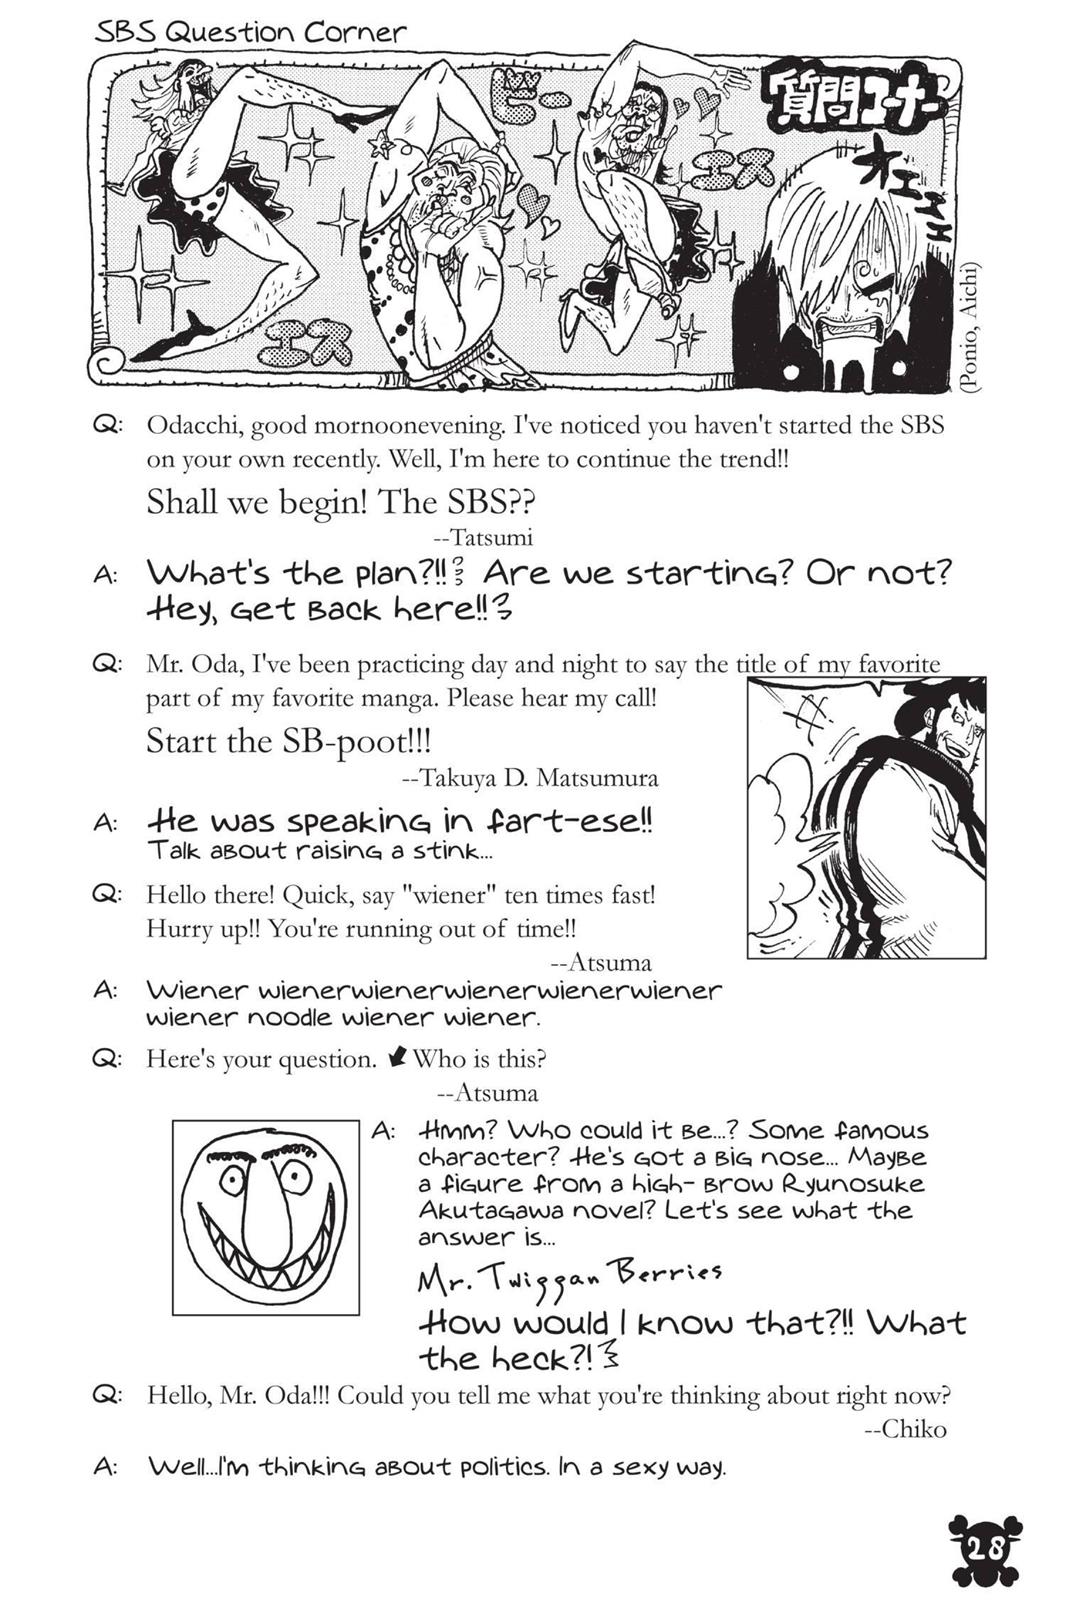 SBS Question Corner
質問コーナー
ビー
エス
オエエエ
エス
(Ponio, Aichi)
Q: Odacchi, good mornoonevening. I've noticed you haven't started the SBS
on your own recently. Well, I'm here to continue the trend!!
Shall we begin! The SBS??
--Tatsumi
A: What's the plan?!! Are we starting? Or not?
Hey, get back here!!
Q: Mr. Oda, I've been practicing day and night to say the title of my favorite
part of my favorite manga. Please hear my call!
Start the SB-poot!!!
--Takuya D. Matsumura
A: He was speaking in fart-ese!!
Talk about raising a stink...
Q: Hello there! Quick, say "wiener" ten times fast!
Hurry up!! You're running out of time!!
--Atsuma
A: Wiener wienerwienerwienerwienerwiener
wiener noodle wiener wiener.
Q: Here's your question. Who is this?
--Atsuma
A: Hmm? Who could it be...? Some famous
character? He's got a big nose... Maybe
a figure from a high- brow Ryunosuke
Akutagawa novel? Let's see what the
answer is...
Mr. Twiggan Berries
How would I know that?!! What
the heck?!
Q: Hello, Mr. Oda!!! Could you tell me what you're thinking about right now?
--Chiko
A: Well...I'm thinking about politics. In a sexy way.
28